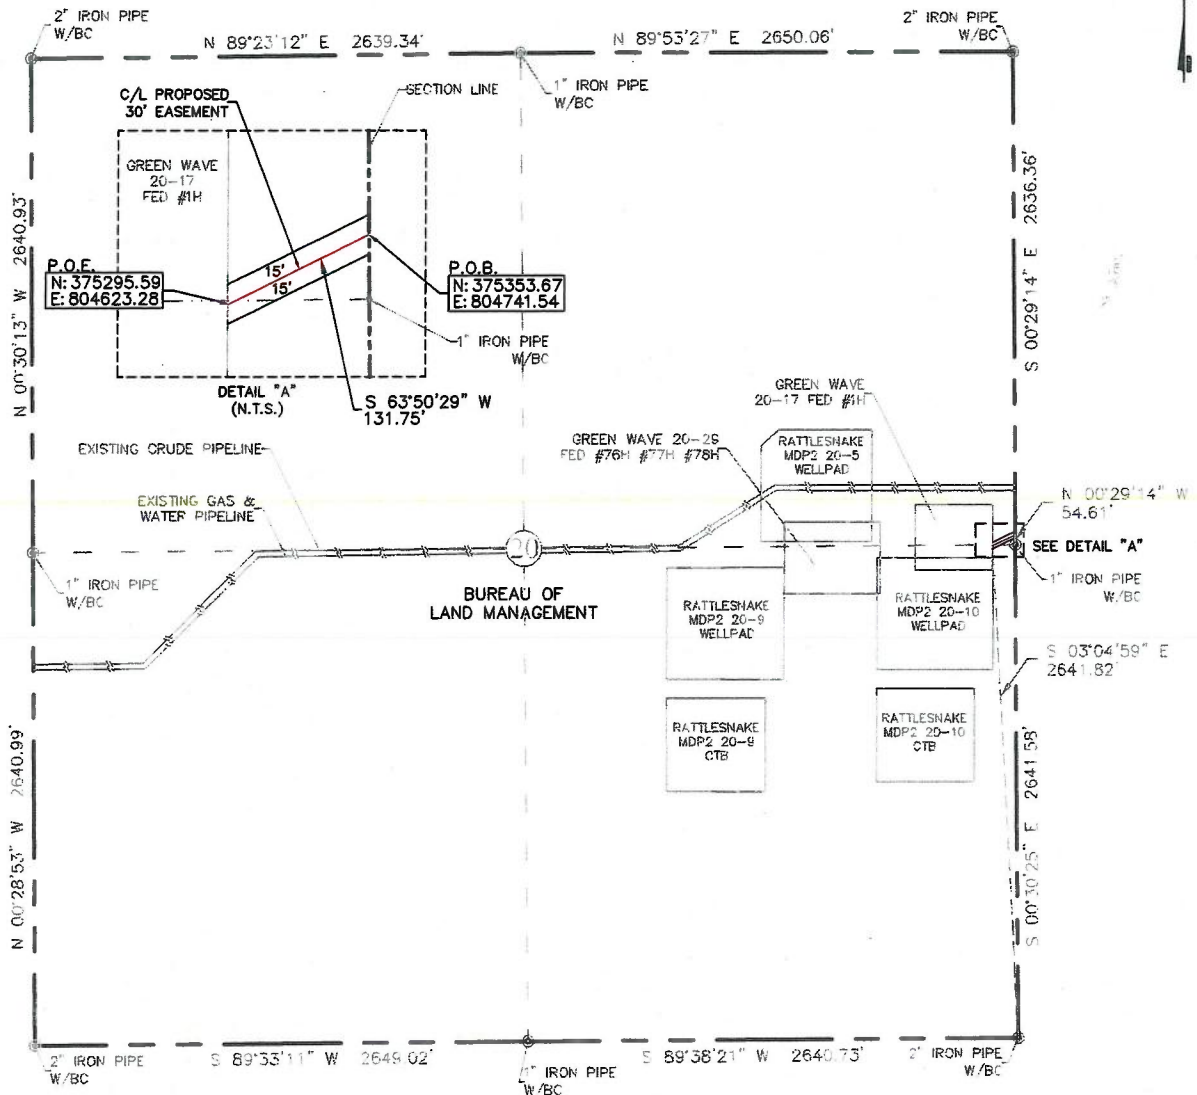 2" IRON PIPE
W/BC
N 89°23'12" E 2639.34'
N 89°53'27" E 2650.06'
2" IRON PIPE
W/BC
1" IRON PIPE
W/BC
C/L PROPOSED
30' EASEMENT
SECTION LINE
GREEN WAVE
20-17
FED #1H
N 00°30'13" W 2640.93'
S 00°29'14" E 2636.36'
P.O.E.
N: 375295.59
E: 804623.28
15'
15'
P.O.B.
N: 375353.67
E: 804741.54
1" IRON PIPE
W/BC
DETAIL "A"
(N.T.S.)
S 63°50'29" W
131.75'
GREEN WAVE
20-17 FED #1H
EXISTING CRUDE PIPELINE
GREEN WAVE 20-29
FED #76H #77H #78H
RATTLESNAKE
MDP2 20-5
WELLPAD
EXISTING GAS &
WATER PIPELINE
N 00°29'14" W
54.61'
20
SEE DETAIL "A"
1" IRON PIPE
W/BC
1" IRON PIPE
W/BC
BUREAU OF
LAND MANAGEMENT
RATTLESNAKE
MDP2 20-9
WELLPAD
RATTLESNAKE
MDP2 20-10
WELLPAD
S 03°04'59" E
2641.82'
RATTLESNAKE
MDP2 20-9
CTB
RATTLESNAKE
MDP2 20-10
CTB
N 00°28'53" W 2640.99'
S 00°30'25" E 2641.58'
2" IRON PIPE
W/BC
S 89°33'11" W 2649.02'
1" IRON PIPE
W/BC
S 89°38'21" W 2640.73'
2" IRON PIPE
W/BC